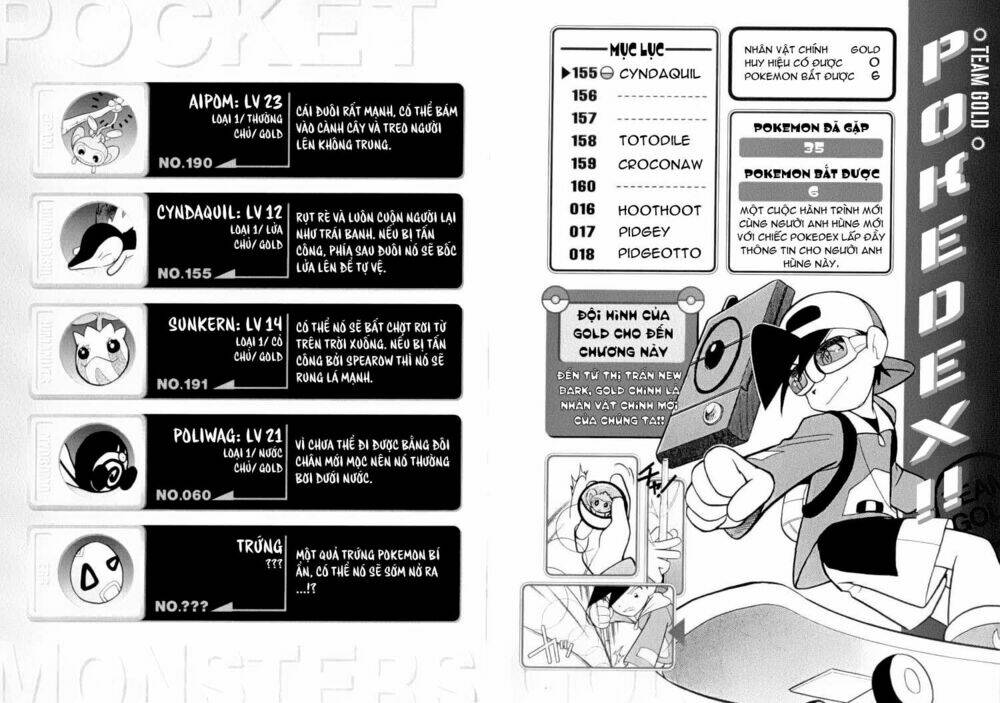 POCKET
AIPOM: LV 23
LOẠI 1/ THƯỜNG
CHỦ/ GOLD
NO.190
CÁI ĐUÔI RẤT MẠNH, CÓ THỂ BÁM
VÀO CÀNH CÂY VÀ TREO NGƯỜI
LÊN KHÔNG TRUNG.
CYNDAQUIL: LV 12
LOẠI 1/ LỬA
CHỦ/ GOLD
NO.155
RỤT RÈ VÀ LUÔN CUỘN NGƯỜI LẠI
NHƯ TRÁI BANH. NẾU BỊ TẤN
CÔNG, PHÍA SAU ĐUÔI NÓ SẼ BỐC
LỬA LÊN ĐỂ TỰ VỆ.
SUNKERN: LV 14
LOẠI 1/ CỎ
CHỦ/ GOLD
NO.191
CÓ THỂ NÓ SẼ BẤT CHỢT RƠI TỪ
TRÊN TRỜI XUỐNG. NẾU BỊ TẤN
CÔNG BỞI SPEAROW THÌ NÓ SẼ
RUNG LÁ MẠNH.
POLIWAG: LV 21
LOẠI 1/ NƯỚC
CHỦ/ GOLD
NO.060
VÌ CHƯA THỂ ĐI ĐƯỢC BẰNG ĐÔI
CHÂN MỚI MỌC NÊN NÓ THƯỜNG
BƠI DƯỚI NƯỚC.
TRỨNG
???
NO.???
MỘT QUẢ TRỨNG POKEMON BÍ
ẨN, CÓ THỂ NÓ SẼ SỚM NỞ RA
...!?
MONSTERS
MỤC LỤC
155 CYNDAQUIL
156 ----------
157 ----------
158 TOTODILE
159 CROCONAW
160 ----------
016 HOOTHOOT
017 PIDGEY
018 PIDGEOTTO
NHÂN VẬT CHÍNH GOLD
HUY HIỆU CÓ ĐƯỢC 0
POKEMON BẮT ĐƯỢC 6
POKEMON ĐÃ GẶP
35
POKEMON BẮT ĐƯỢC
6
MỘT CUỘC HÀNH TRÌNH MỚI
CÙNG NGƯỜI ANH HÙNG MỚI
VỚI CHIẾC POKEDEX LẤP ĐẦY
THÔNG TIN CHO NGƯỜI ANH
HÙNG NÀY.
ĐỘI HÌNH CỦA
GOLD CHO ĐẾN
CHƯƠNG NÀY
ĐẾN TỪ THỊ TRẤN NEW
BARK, GOLD CHÍNH LÀ
NHÂN VẬT CHÍNH MỚI
CỦA CHÚNG TA!!
TEAM GOLD
POKEDEX!!